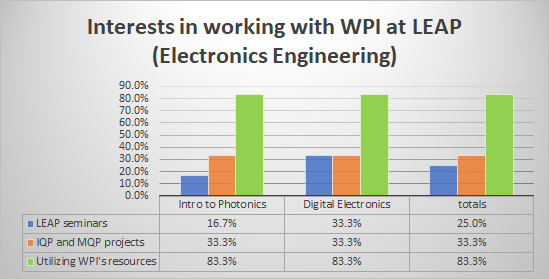 Interests in working with WPI at LEAP
(Electronics Engineering)
90.0%
80.0%
70.0%
60.0%
50.0%
40.0%
30.0%
20.0%
10.0%
0.0%
Intro to Photonics Digital Electronics totals
LEAP seminars 16.7% 33.3% 25.0%
IQP and MQP projects 33.3% 33.3% 33.3%
Utilizing WPI's resources 83.3% 83.3% 83.3%